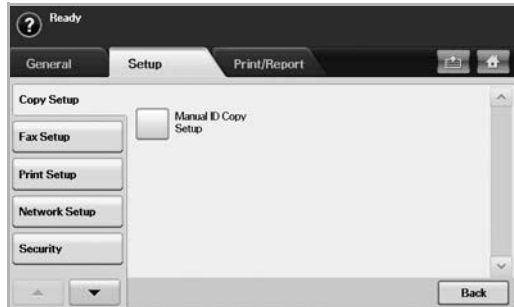 Ready
General
Setup
Print/Report
Copy Setup
Manual ID Copy
Setup
Fax Setup
Print Setup
Network Setup
Security
Back